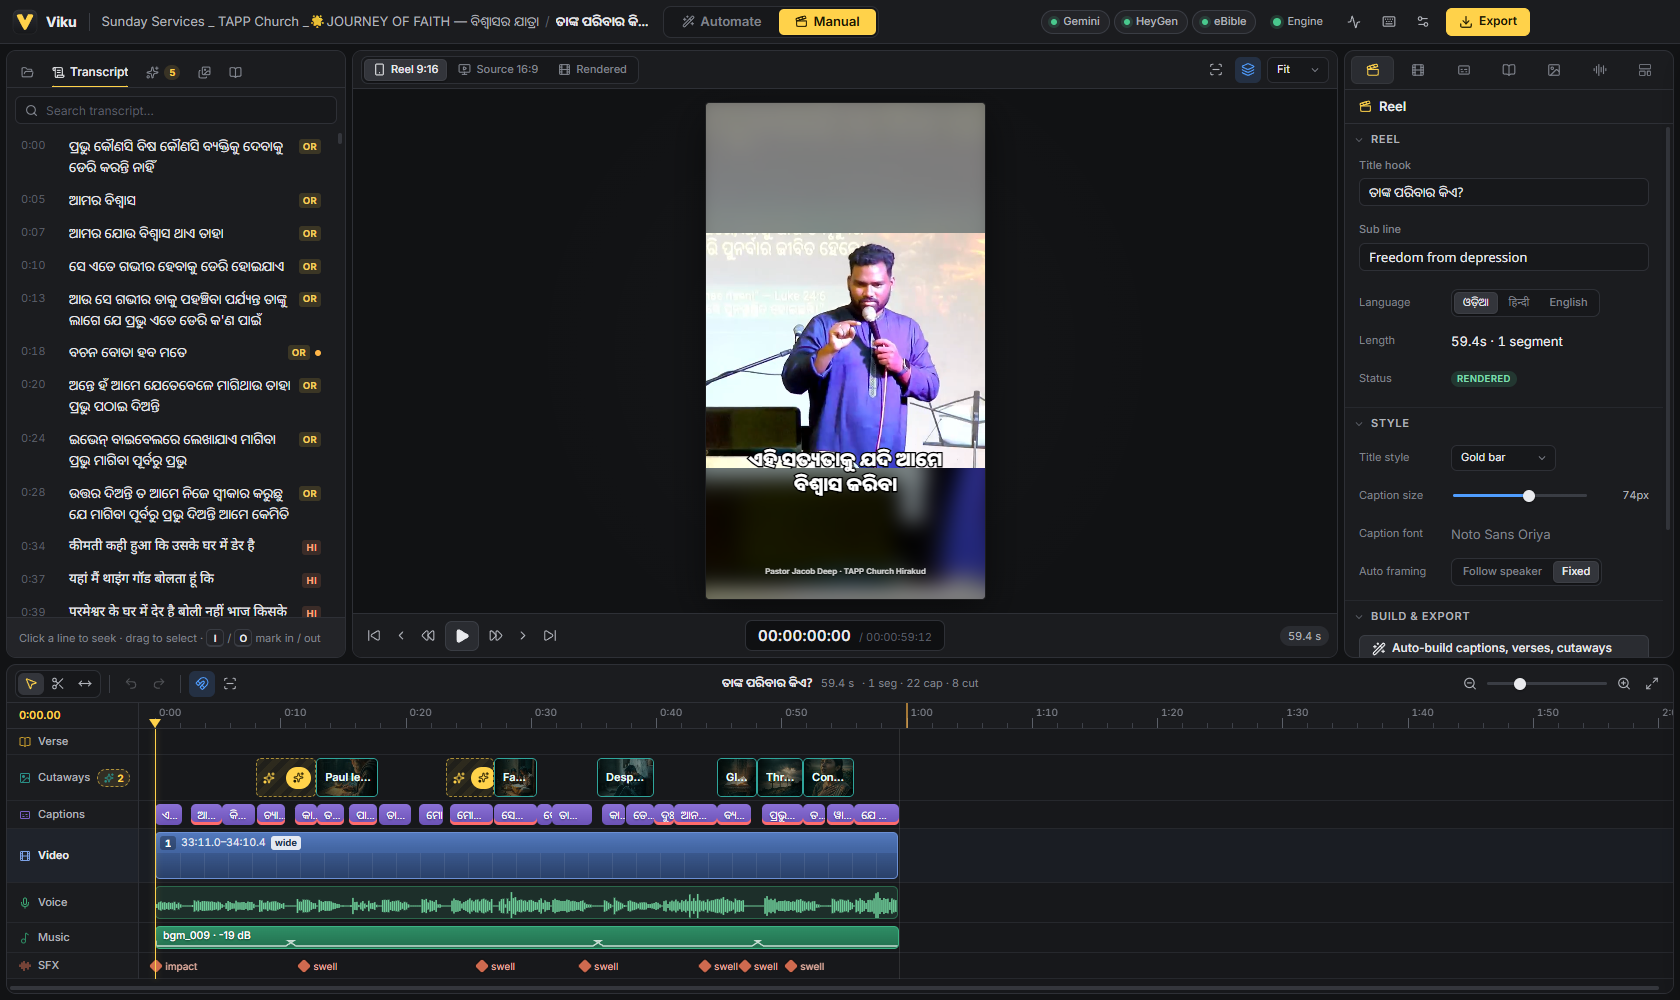 Viku
Sunday Services _ TAPP Church _🌟JOURNEY OF FAITH — ବିଶ୍ୱାସର ଯାତ୍ରା / ତାଙ୍କ ପରିବାର କି...
Automate
Manual
Gemini
HeyGen
eBible
Engine
Export
Transcript
5
Search transcript...
0:00 ପ୍ରଭୁ କୌଣସି ବିଷ କୌଣସି ବ୍ୟକ୍ତିକୁ ଦେବାକୁ OR
ଡେରି କରନ୍ତି ନାହିଁ
0:05 ଆମର ବିଶ୍ୱାସ OR
0:07 ଆମର ଯୋଉ ବିଶ୍ୱାସ ଥାଏ ତାହା OR
0:10 ସେ ଏତେ ଗଭୀର ହେବାକୁ ଡେରି ହୋଇଯାଏ OR
0:13 ଆଉ ସେ ଗଭୀର ତାକୁ ପହଞ୍ଚିବା ପର୍ଯ୍ୟନ୍ତ ତାଙ୍କୁ OR
ଲାଗେ ଯେ ପ୍ରଭୁ ଏତେ ଡେରି କ'ଣ ପାଇଁ
0:18 ବଚନ ବୋଡା ହବ ମତେ OR
0:20 ଅନ୍ତେ ହଁ ଆମେ ଯେତେବେଳେ ମାଗିଥାଉ ତାହା OR
ପ୍ରଭୁ ପଠାଇ ଦିଅନ୍ତି
0:24 ଇଭେନ୍ ବାଇବେଲରେ ଲେଖାଯାଏ ମାଗିବା OR
ପ୍ରଭୁ ମାଗିବା ପୂର୍ବରୁ ପ୍ରଭୁ
0:28 ଉତ୍ତର ଦିଅନ୍ତି ତ ଆମେ ନିଜେ ସ୍ୱୀକାର କରୁଛୁ OR
ଯେ ମାଗିବା ପୂର୍ବରୁ ପ୍ରଭୁ ଦିଅନ୍ତି ଆମେ କେମିତି
0:34 कीमती कही हुआ कि उसके घर में डेर है HI
0:37 यहां मैं थाइंग गॉड बोलता हूं कि HI
0:39 परमेश्वर के घर में देर है बोली नहीं भाज किसके HI
Click a line to seek · drag to select · I / O mark in / out
Reel 9:16
Source 16:9
Rendered
Fit
ରି ପୁନର୍ବାର ଜୀବିତ ହେବେ
Luke 24:5
ଏହି ସତ୍ୟତାକୁ ଯଦି ଆମେ
ବିଶ୍ୱାସ କରିବା
Pastor Jacob Deep - TAPP Church Hirakud
00:00:00:00 / 00:00:59:12
59.4 s
Reel
REEL
Title hook
ତାଙ୍କ ପରିବାର କିଏ?
Sub line
Freedom from depression
Language ଓଡ଼ିଆ हिन्दी English
Length 59.4s · 1 segment
Status RENDERED
STYLE
Title style Gold bar
Caption size 74px
Caption font Noto Sans Oriya
Auto framing Follow speaker Fixed
BUILD & EXPORT
Auto-build captions, verses, cutaways
ତାଙ୍କ ପରିବାର କିଏ? 59.4 s · 1 seg · 22 cap · 8 cut
0:00.00
0:00 0:10 0:20 0:30 0:40 0:50 1:00 1:10 1:20 1:30 1:40 1:50
Verse
Cutaways 2
Paul le... Fa... Desp... Gl... Thr... Con...
Captions
ଏ... ଆ... କି... ତ... ପା... ମୋ... ସେ... ତା... ଡେ... ଆନ... ବ୍ୟା... ପ୍ରଭୁ... ତ... ଯେ ...
Video
1 33:11.0–34:10.4 wide
Voice
Music
bgm_009 · -19 dB
SFX
impact swell swell swell swell swell swell